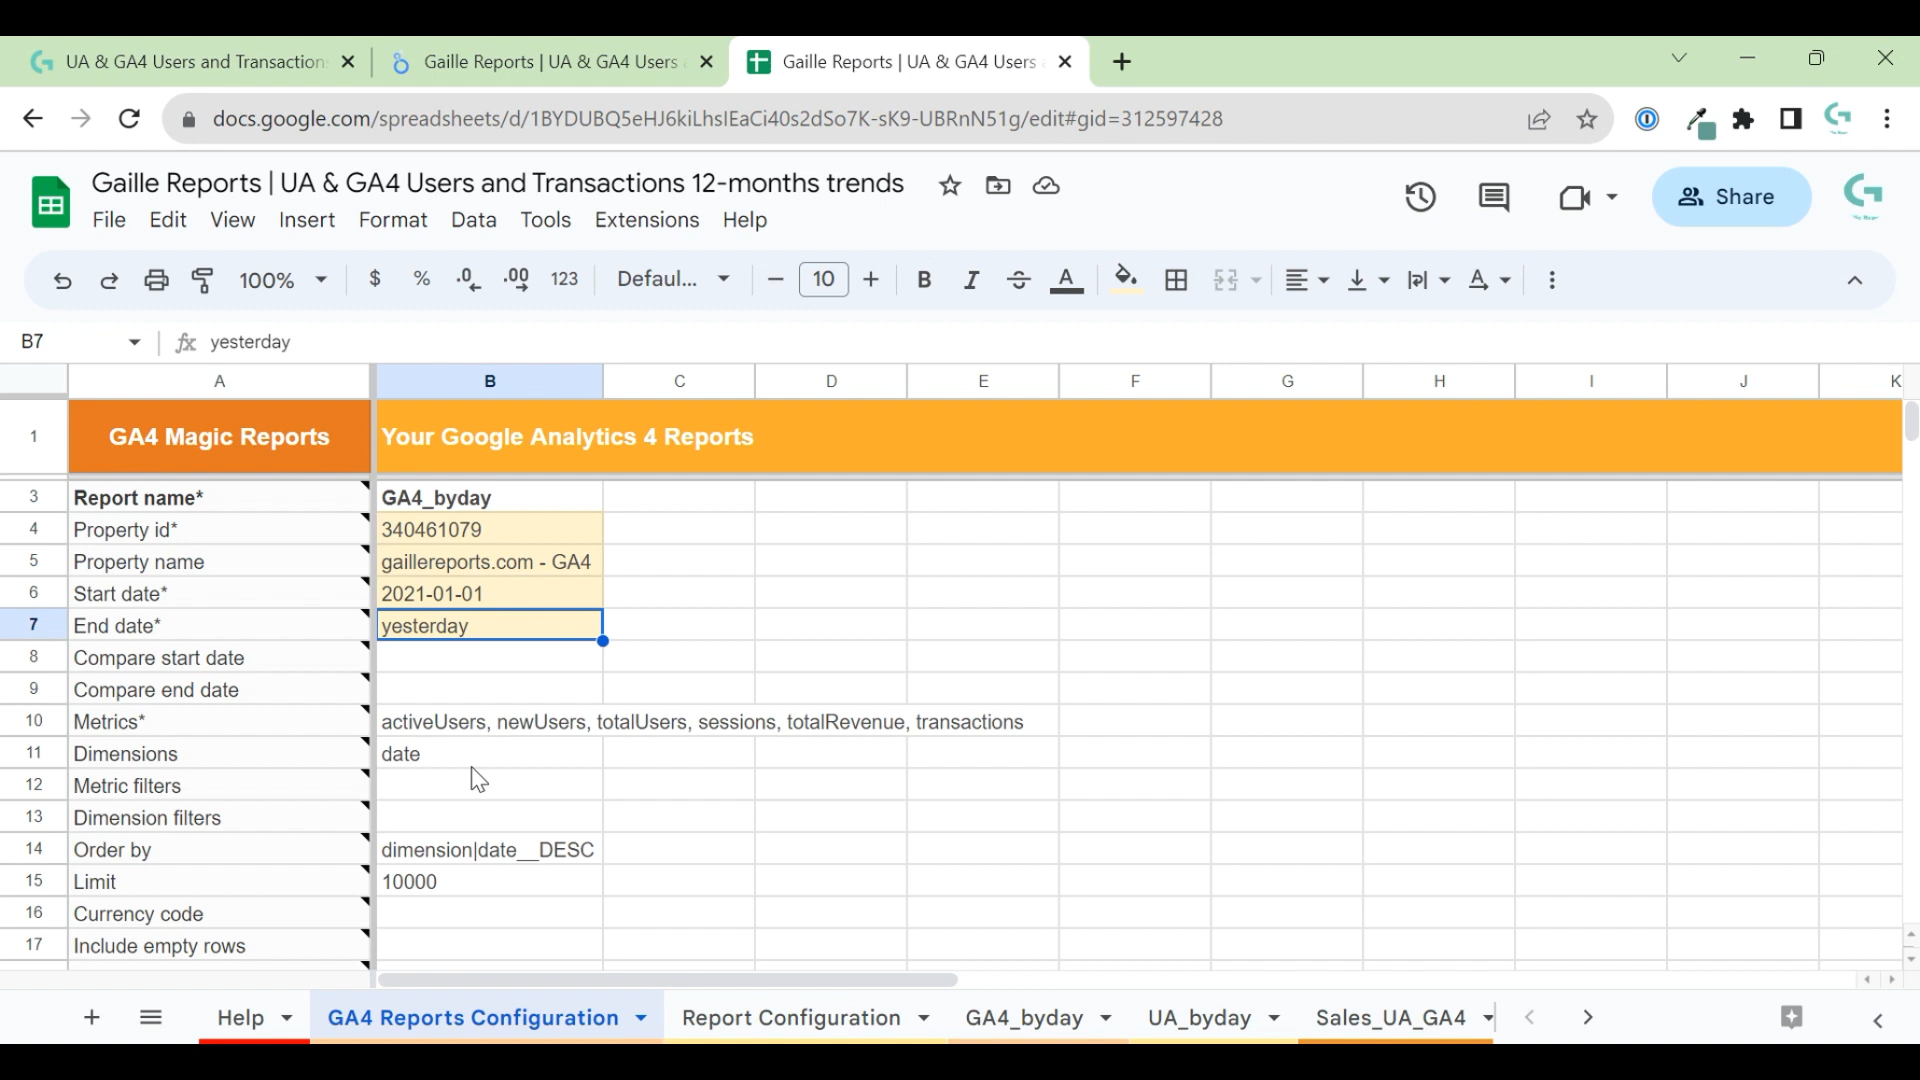 UA & GA4 Users and Transaction
Gaille Reports | UA & GA4 Users
Gaille Reports | UA & GA4 Users
docs.google.com/spreadsheets/d/1BYDUBQ5eHJ6kiLhslEaCi40s2dSo7K-sK9-UBRnN51g/edit#gid=312597428
Gaille Reports | UA & GA4 Users and Transactions 12-months trends
File Edit View Insert Format Data Tools Extensions Help
Share
100% $ % .0 .00 123 Defaul... 10 B I A
B7 fx yesterday
A B C D E F G H I J K
1 GA4 Magic Reports Your Google Analytics 4 Reports
3 Report name* GA4_byday
4 Property id* 340461079
5 Property name gaillereports.com - GA4
6 Start date* 2021-01-01
7 End date* yesterday
8 Compare start date
9 Compare end date
10 Metrics* activeUsers, newUsers, totalUsers, sessions, totalRevenue, transactions
11 Dimensions date
12 Metric filters
13 Dimension filters
14 Order by dimension|date__DESC
15 Limit 10000
16 Currency code
17 Include empty rows
Help GA4 Reports Configuration Report Configuration GA4_byday UA_byday Sales_UA_GA4